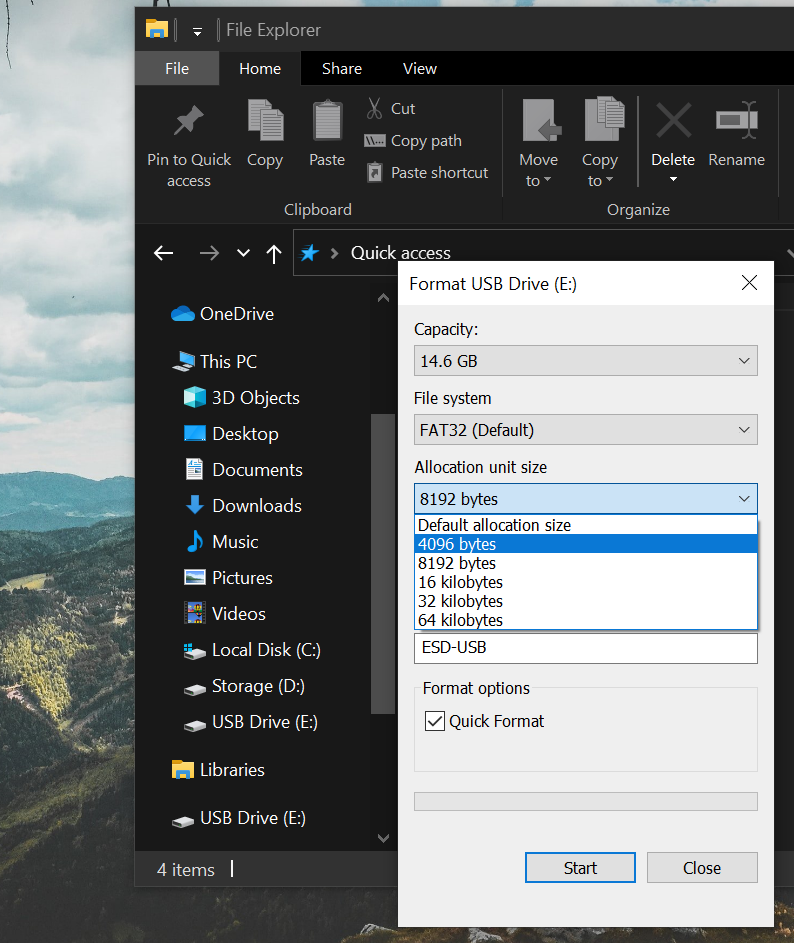 File Explorer
File
Home
Share
View
Pin to Quick
access
Copy
Paste
Cut
Copy path
Paste shortcut
Clipboard
Move
to
Copy
to
Delete
Rename
Organize
Quick access
OneDrive
This PC
3D Objects
Desktop
Documents
Downloads
Music
Pictures
Videos
Local Disk (C:)
Storage (D:)
USB Drive (E:)
Libraries
USB Drive (E:)
4 items
Format USB Drive (E:)
Capacity:
14.6 GB
File system
FAT32 (Default)
Allocation unit size
8192 bytes
Default allocation size
4096 bytes
8192 bytes
16 kilobytes
32 kilobytes
64 kilobytes
ESD-USB
Format options
Quick Format
Start
Close